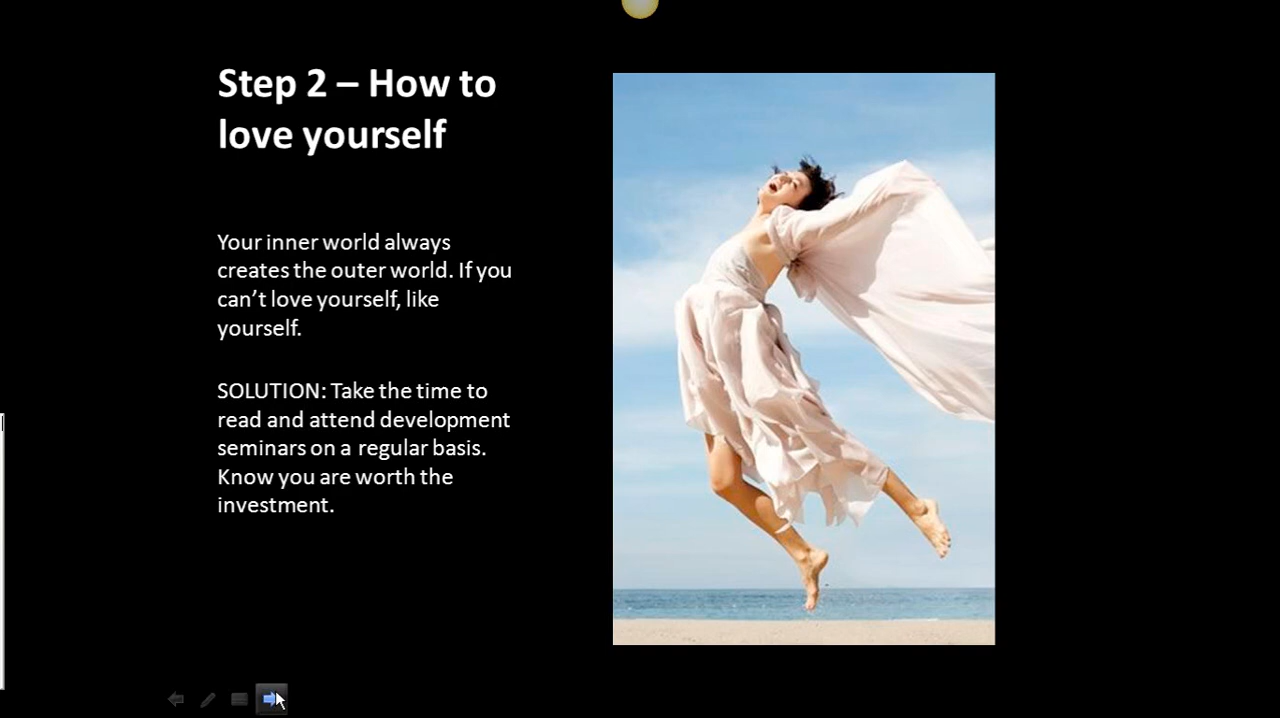 Step 2 – How to
love yourself
Your inner world always
creates the outer world. If you
can’t love yourself, like
yourself.
SOLUTION: Take the time to
read and attend development
seminars on a regular basis.
Know you are worth the
investment.